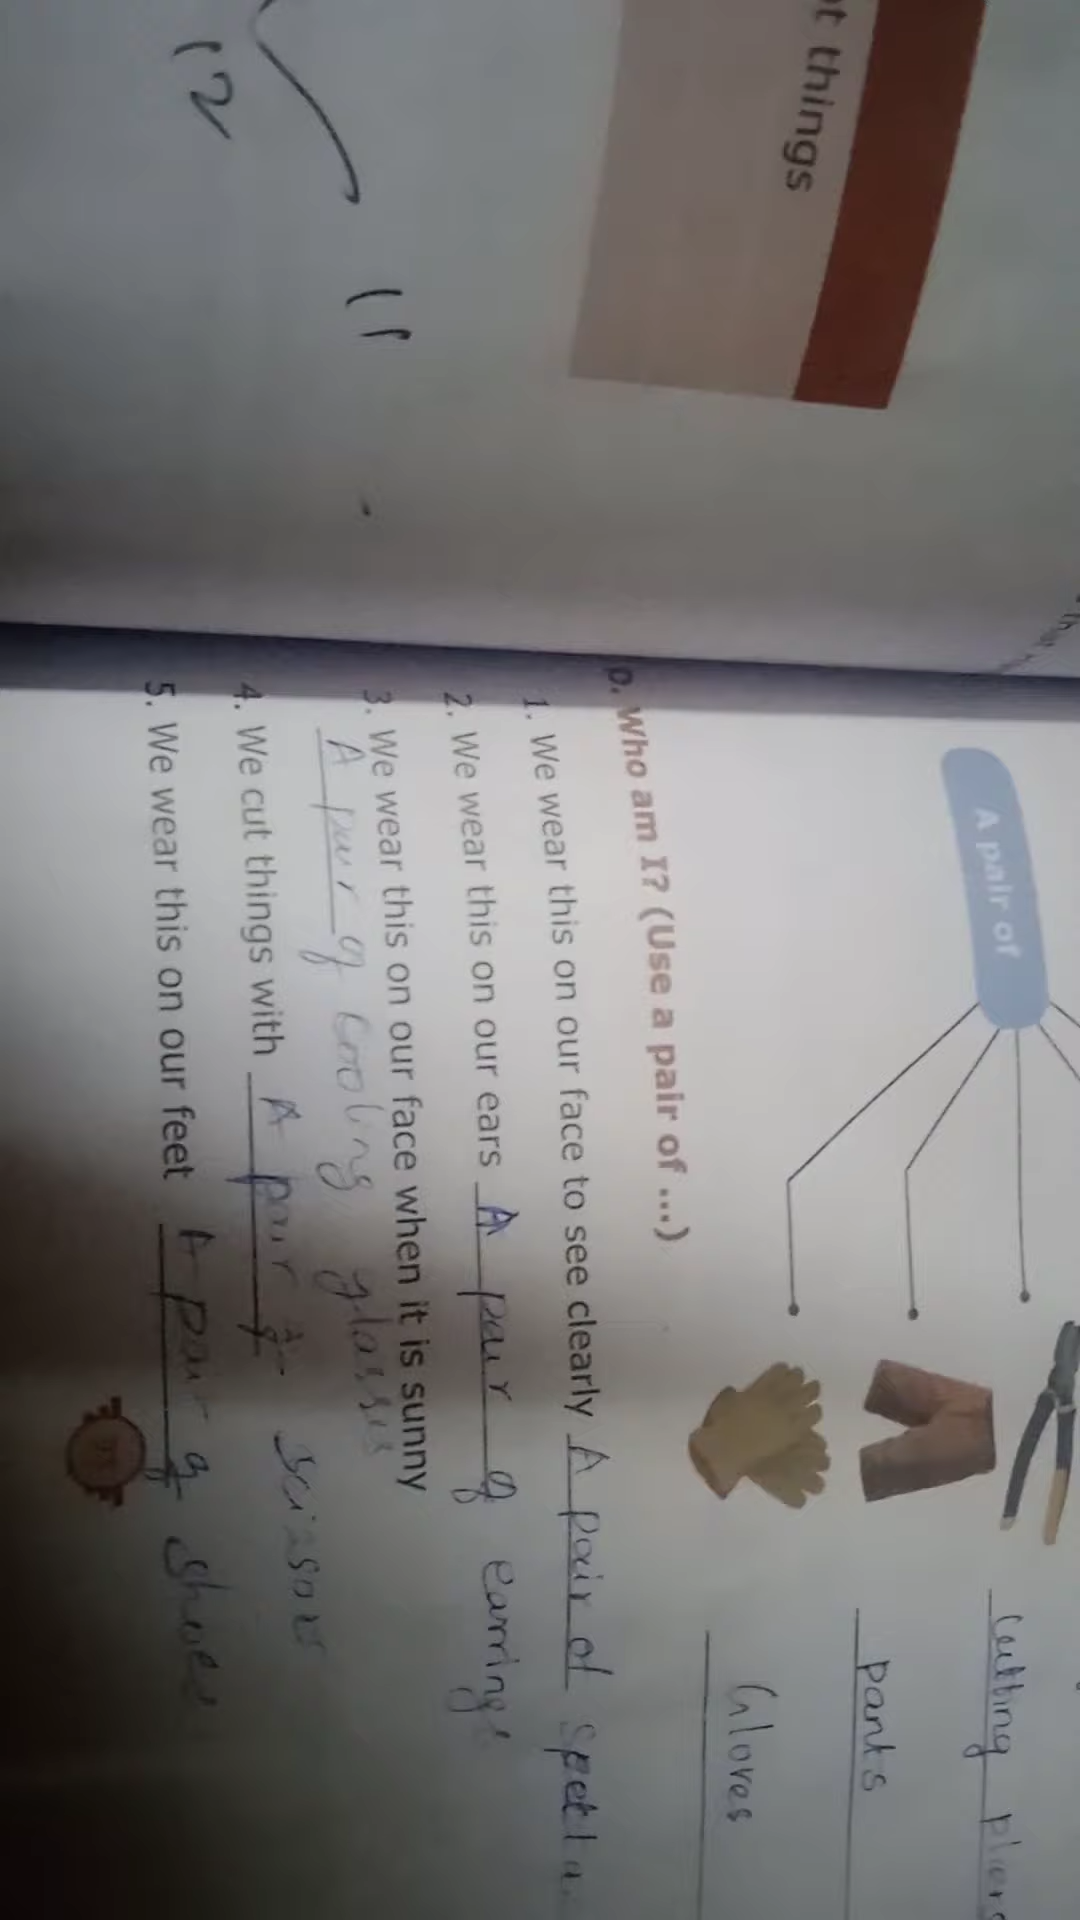 t things
12
11
A pair of
Cutting pliers
pants
Gloves
D. Who am I? (Use a pair of ...)
1. We wear this on our face to see clearly A pair of specta
2. We wear this on our ears A pair of earrings
3. We wear this on our face when it is sunny
A pair of cooling glasses
4. We cut things with A pair of scissor
5. We wear this on our feet A pair of shoes